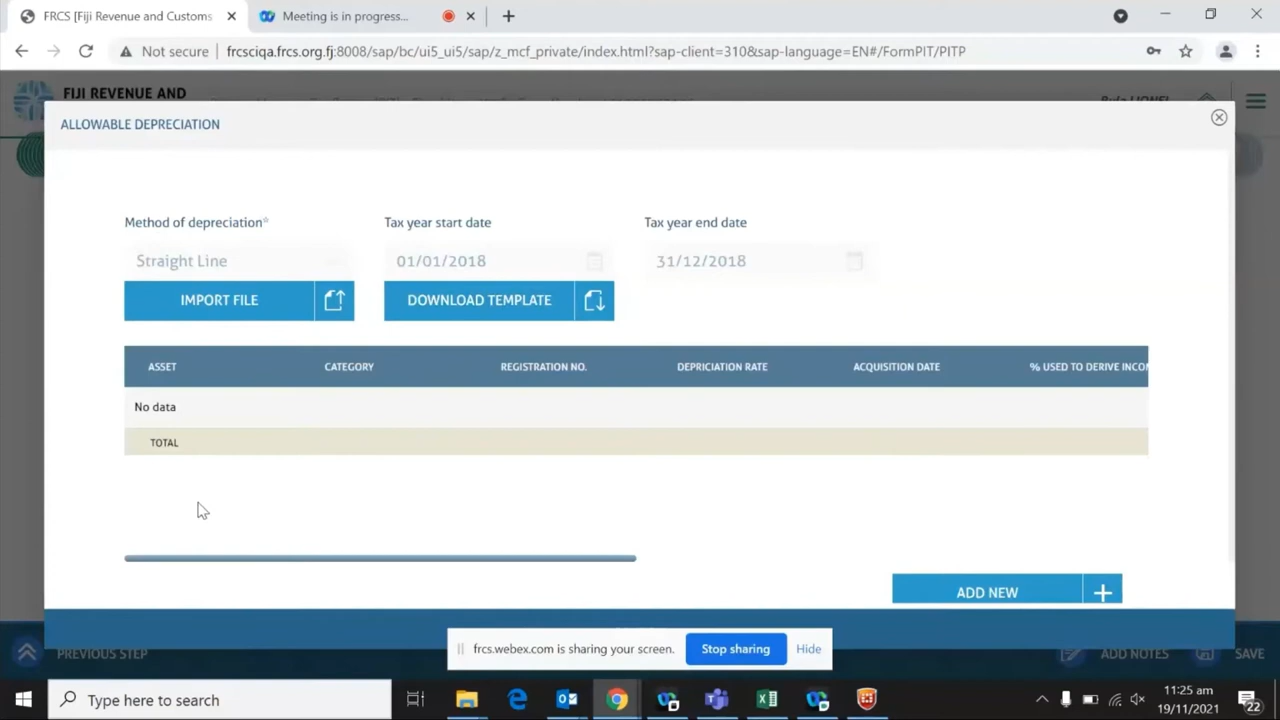 FRCS [Fiji Revenue and Customs
Meeting is in progress...
Not secure
frcsciqa.frcs.org.fj:8008/sap/bc/ui5_ui5/sap/z_mcf_private/index.html?sap-client=310&sap-language=EN#/FormPIT/PITP
FIJI REVENUE AND
Bula LIONEL
ALLOWABLE DEPRECIATION
Method of depreciation*
Tax year start date
Tax year end date
Straight Line
01/01/2018
31/12/2018
IMPORT FILE
DOWNLOAD TEMPLATE
ASSET
CATEGORY
REGISTRATION NO.
DEPRICIATION RATE
ACQUISITION DATE
% USED TO DERIVE INCOM
No data
TOTAL
ADD NEW
frcs.webex.com is sharing your screen.
Stop sharing
Hide
PREVIOUS STEP
ADD NOTES
SAVE
Type here to search
11:25 am
19/11/2021
22